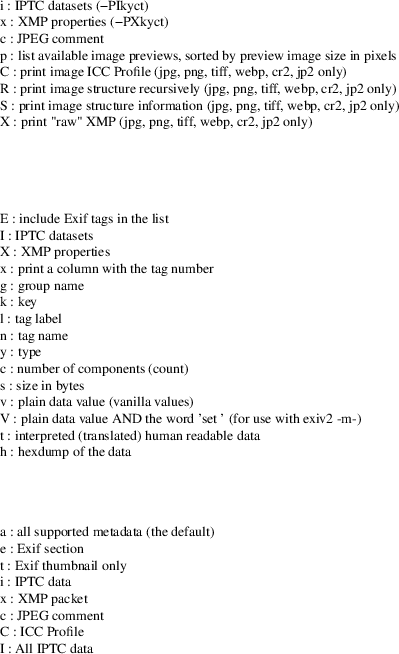 i : IPTC datasets (−PIkyct)
x : XMP properties (−PXkyct)
c : JPEG comment
p : list available image previews, sorted by preview image size in pixels
C : print image ICC Profile (jpg, png, tiff, webp, cr2, jp2 only)
R : print image structure recursively (jpg, png, tiff, webp, cr2, jp2 only)
S : print image structure information (jpg, png, tiff, webp, cr2, jp2 only)
X : print "raw" XMP (jpg, png, tiff, webp, cr2, jp2 only)
E : include Exif tags in the list
I : IPTC datasets
X : XMP properties
x : print a column with the tag number
g : group name
k : key
l : tag label
n : tag name
y : type
c : number of components (count)
s : size in bytes
v : plain data value (vanilla values)
V : plain data value AND the word ’set ’ (for use with exiv2 -m-)
t : interpreted (translated) human readable data
h : hexdump of the data
a : all supported metadata (the default)
e : Exif section
t : Exif thumbnail only
i : IPTC data
x : XMP packet
c : JPEG comment
C : ICC Profile
I : All IPTC data